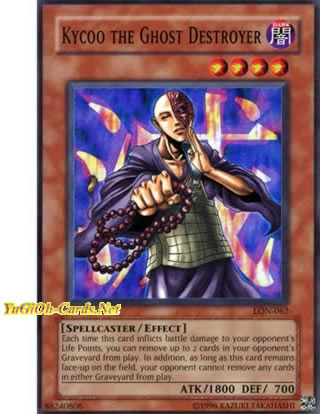 KYCOO THE GHOST DESTROYER
DARK
闇
YuGiOh-Cards.Net
LON-062
[SPELLCASTER / EFFECT]
Each time this card inflicts battle damage to your opponent's
Life Points, you can remove up to 2 cards in your opponent's
Graveyard from play. In addition, as long as this card remains
face-up on the field, your opponent cannot remove any cards
in either Graveyard from play.
ATK/1800 DEF/ 700
88240808
©1996 KAZUKI TAKAHASHI